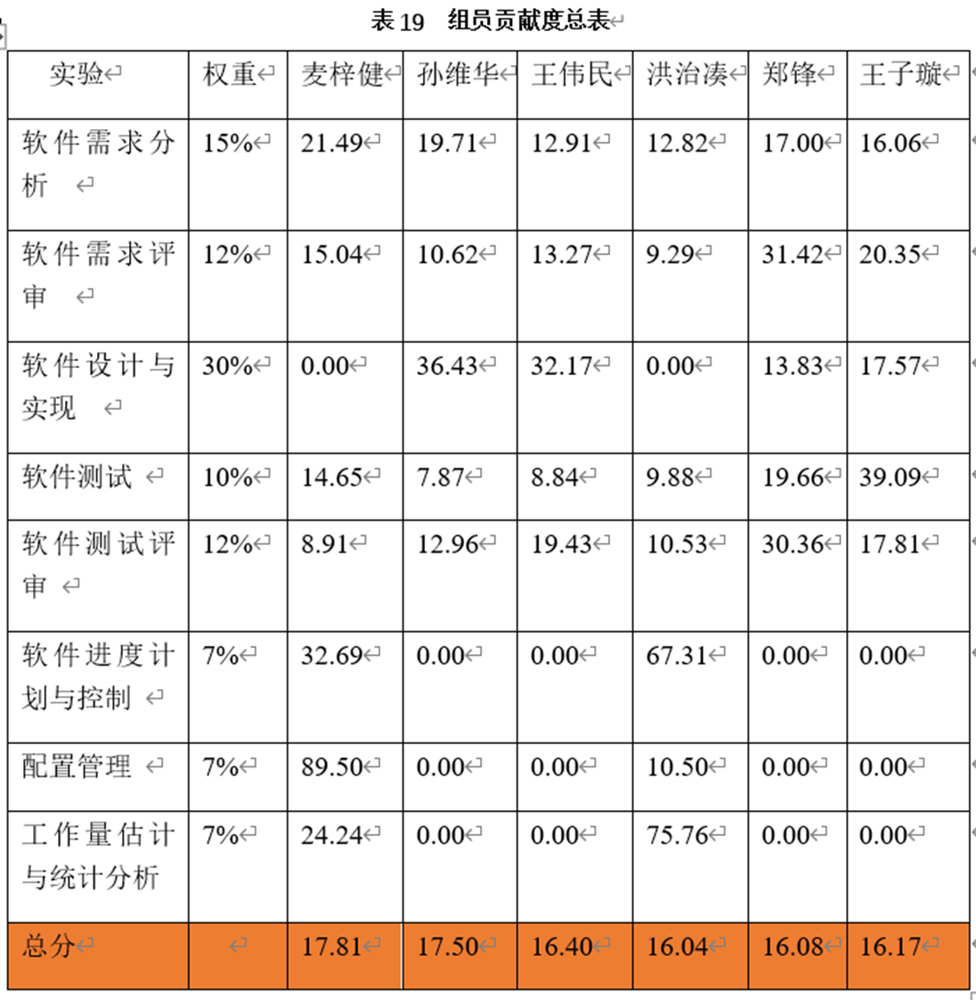 表 19 组员贡献度总表
实验 权重 麦梓健 孙维华 王伟民 洪治凑 郑锋 王子璇
软件需求分 15% 21.49 19.71 12.91 12.82 17.00 16.06
析
软件需求评 12% 15.04 10.62 13.27 9.29 31.42 20.35
审
软件设计与 30% 0.00 36.43 32.17 0.00 13.83 17.57
实现
软件测试 10% 14.65 7.87 8.84 9.88 19.66 39.09
软件测试评 12% 8.91 12.96 19.43 10.53 30.36 17.81
审
软件进度计 7% 32.69 0.00 0.00 67.31 0.00 0.00
划与控制
配置管理 7% 89.50 0.00 0.00 10.50 0.00 0.00
工作量估计 7% 24.24 0.00 0.00 75.76 0.00 0.00
与统计分析
总分 17.81 17.50 16.40 16.04 16.08 16.17